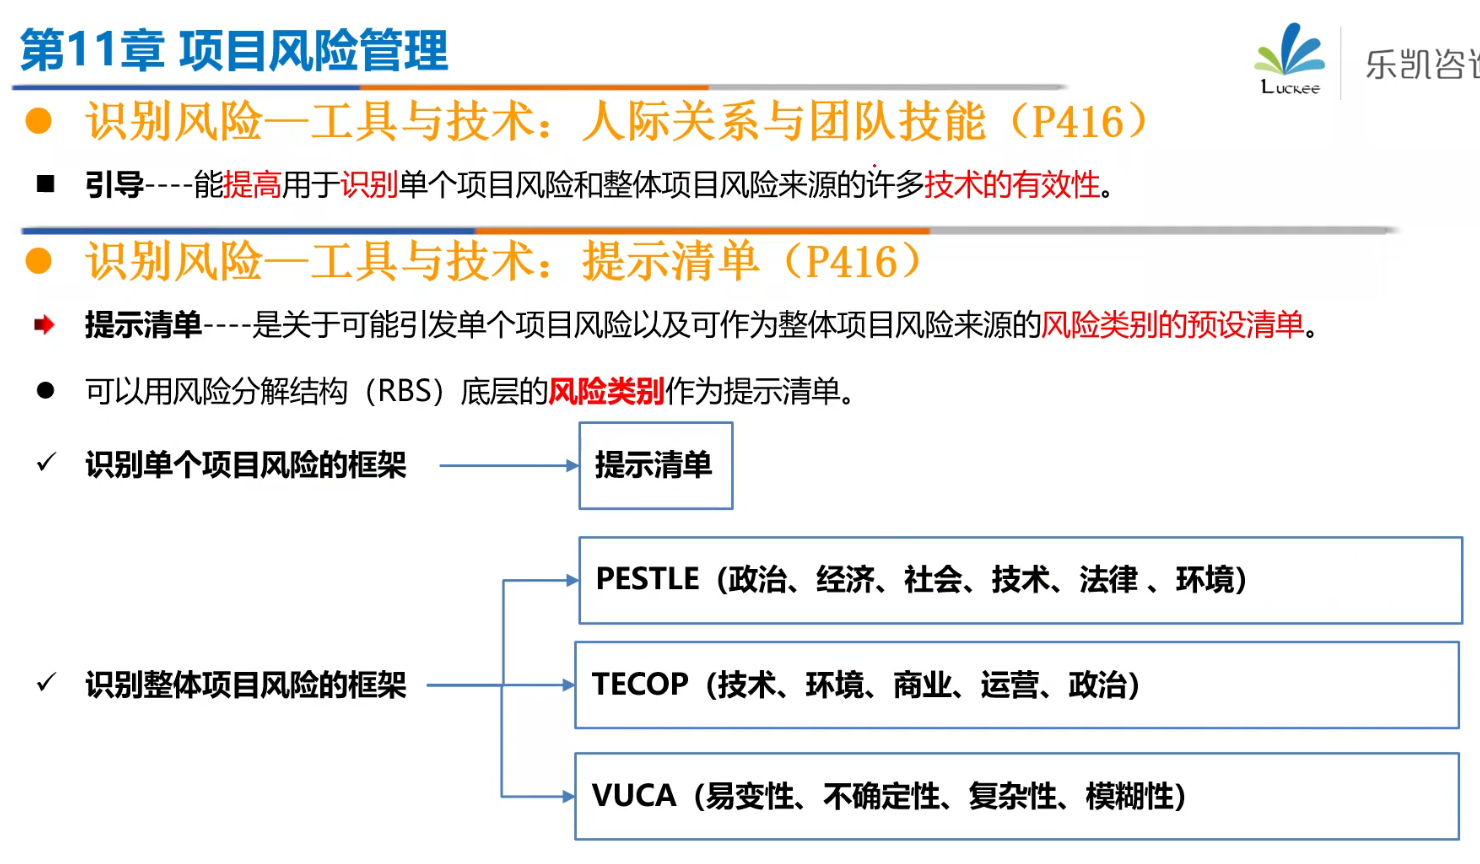 第11章 项目风险管理
Luckee
乐凯咨
识别风险—工具与技术：人际关系与团队技能（P416）
引导----能提高用于识别单个项目风险和整体项目风险来源的许多技术的有效性。
识别风险—工具与技术：提示清单（P416）
提示清单----是关于可能引发单个项目风险以及可作为整体项目风险来源的风险类别的预设清单。
可以用风险分解结构（RBS）底层的风险类别作为提示清单。
识别单个项目风险的框架
提示清单
PESTLE（政治、经济、社会、技术、法律 、环境）
识别整体项目风险的框架
TECOP（技术、环境、商业、运营、政治）
VUCA（易变性、不确定性、复杂性、模糊性）